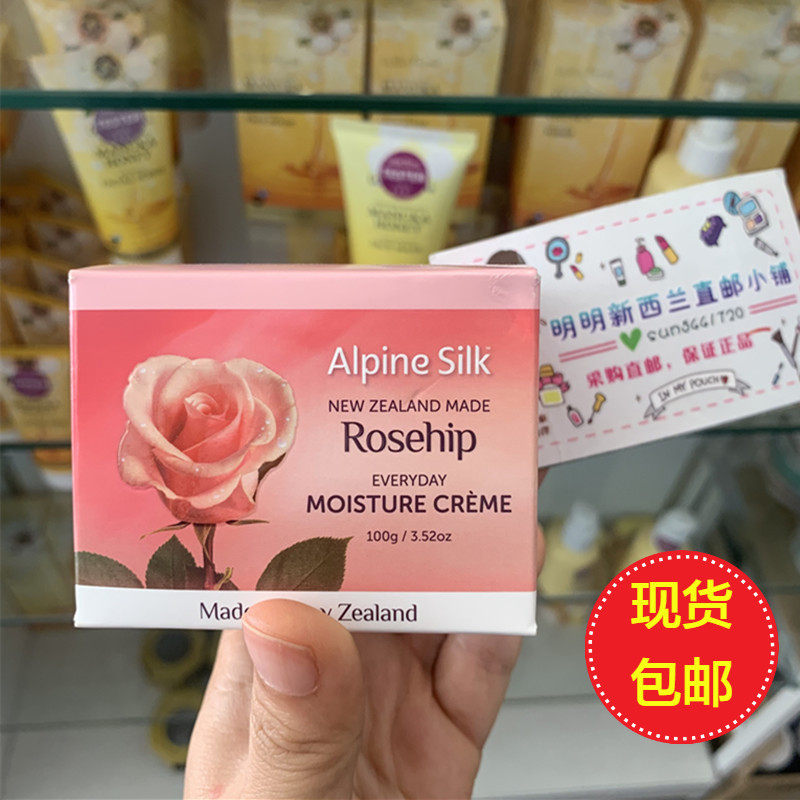 Alpine Silk™
NEW ZEALAND MADE
Rosehip
EVERYDAY
MOISTURE CRÈME
100g / 3.52oz
Zealand
明明新西兰直邮小铺
采购直邮，保证正品
IN MY POUCH
现货
包邮